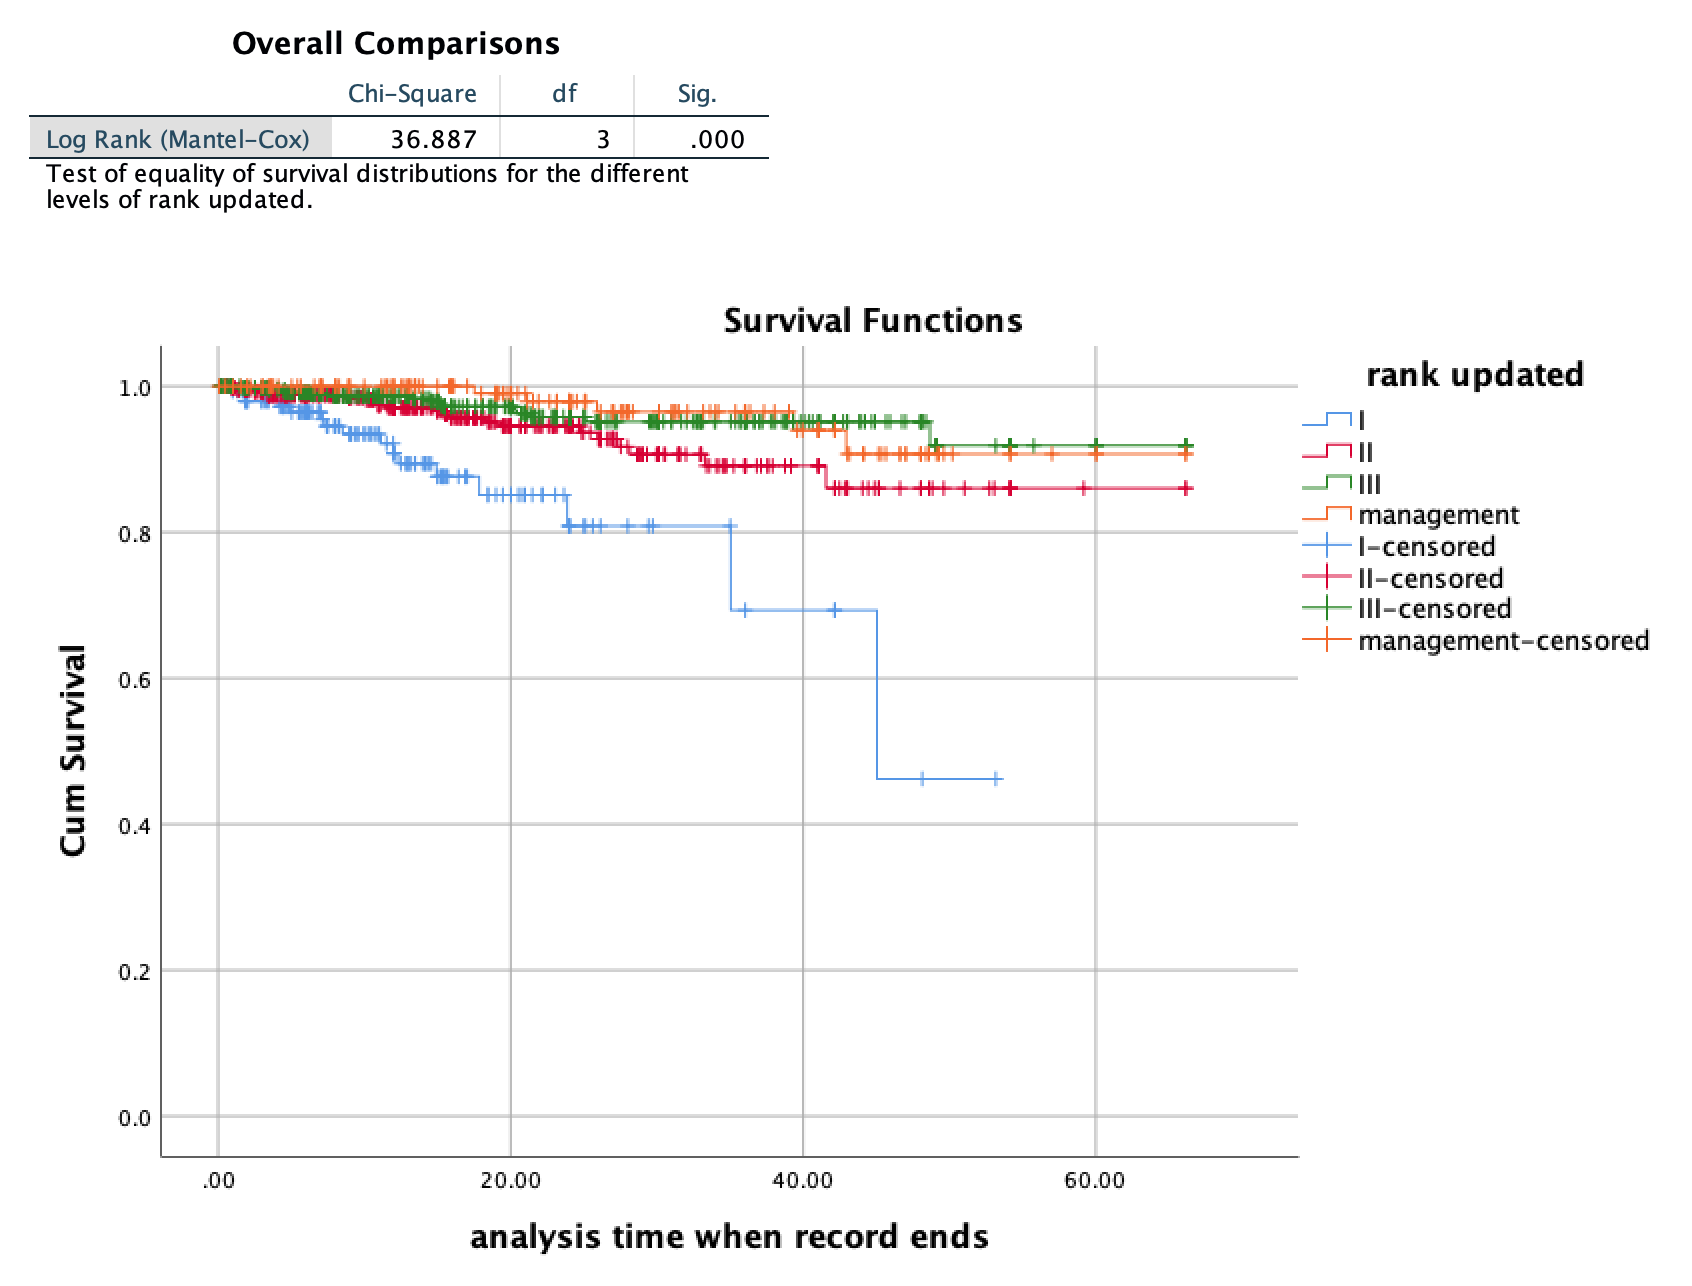 Overall Comparisons
Chi-Square df Sig.
Log Rank (Mantel-Cox) 36.887 3 .000
Test of equality of survival distributions for the different
levels of rank updated.
Survival Functions
rank updated
I
II
III
management
I-censored
II-censored
III-censored
management-censored
Cum Survival
1.0
0.8
0.6
0.4
0.2
0.0
.00 20.00 40.00 60.00
analysis time when record ends